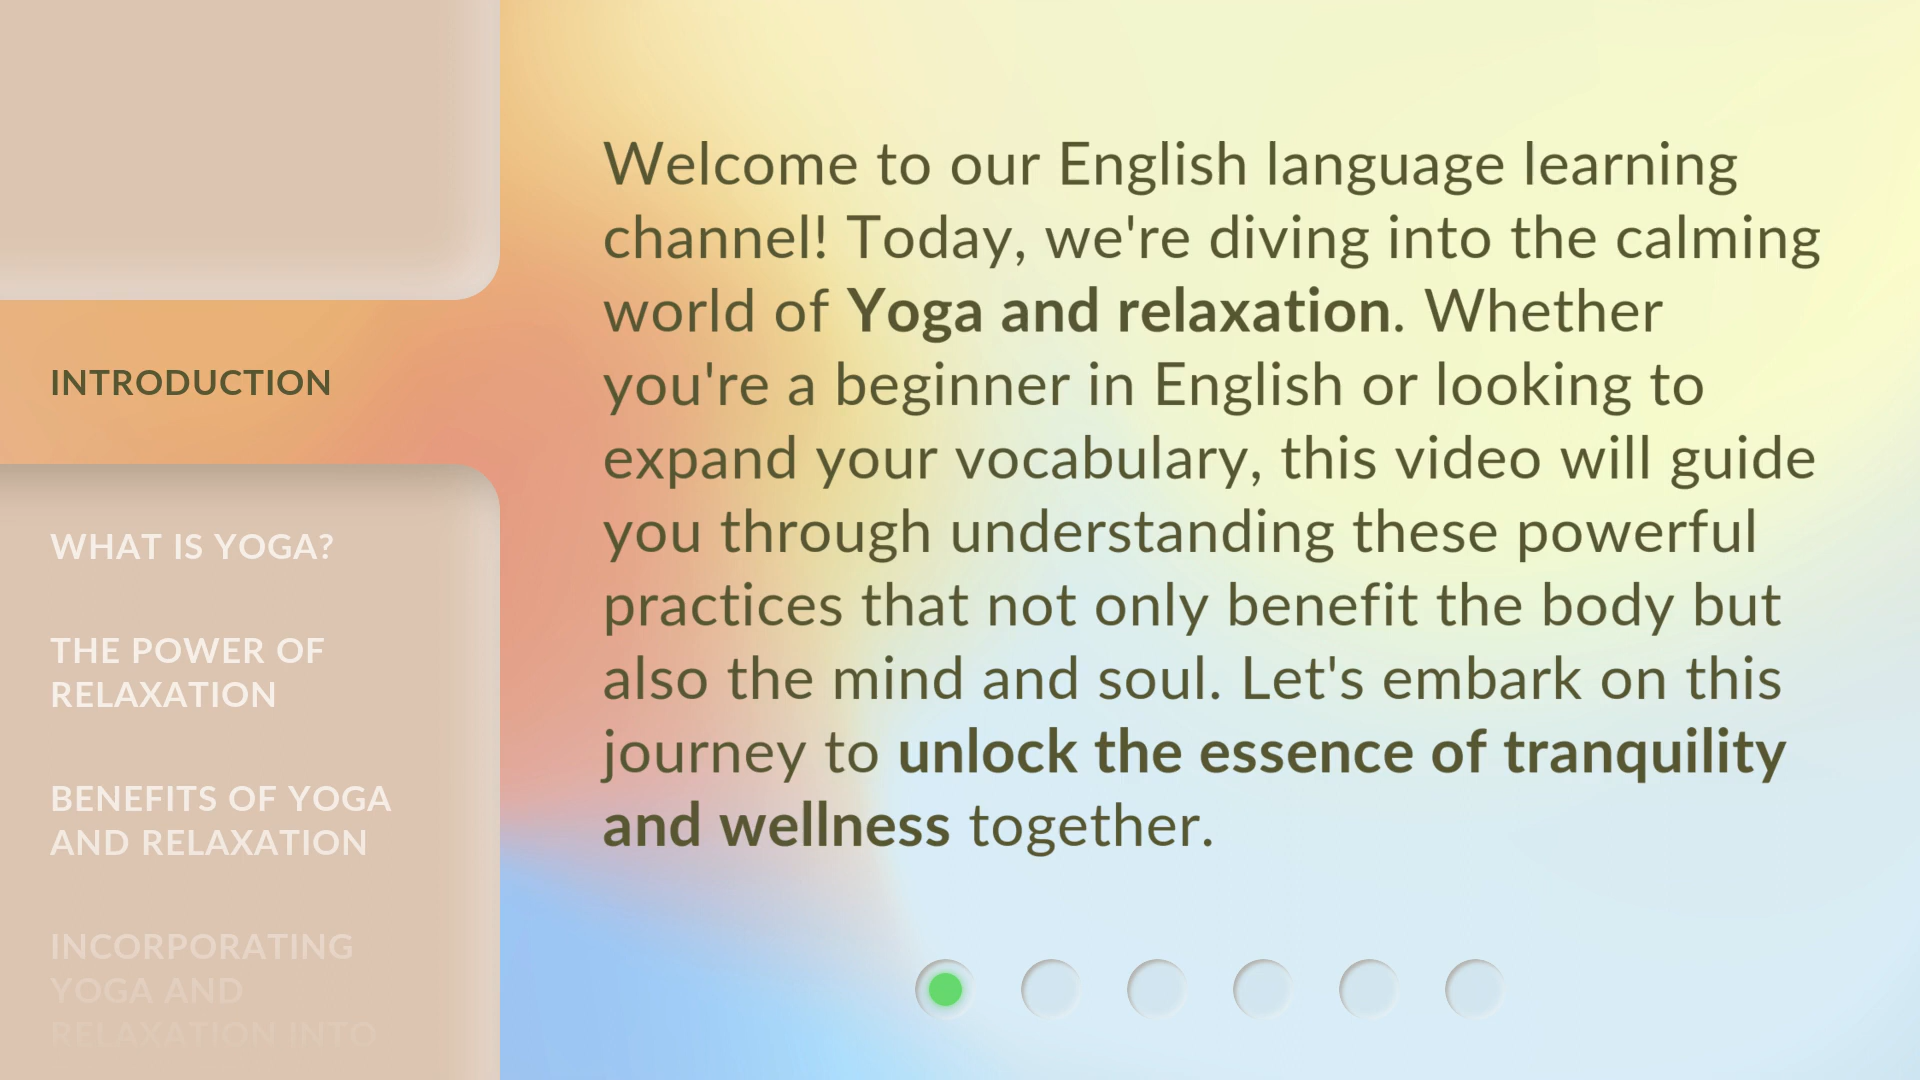 INTRODUCTION
WHAT IS YOGA?
THE POWER OF
RELAXATION
BENEFITS OF YOGA
AND RELAXATION
INCORPORATING
YOGA AND
RELAXATION INTO
Welcome to our English language learning
channel! Today, we're diving into the calming
world of Yoga and relaxation. Whether
you're a beginner in English or looking to
expand your vocabulary, this video will guide
you through understanding these powerful
practices that not only benefit the body but
also the mind and soul. Let's embark on this
journey to unlock the essence of tranquility
and wellness together.